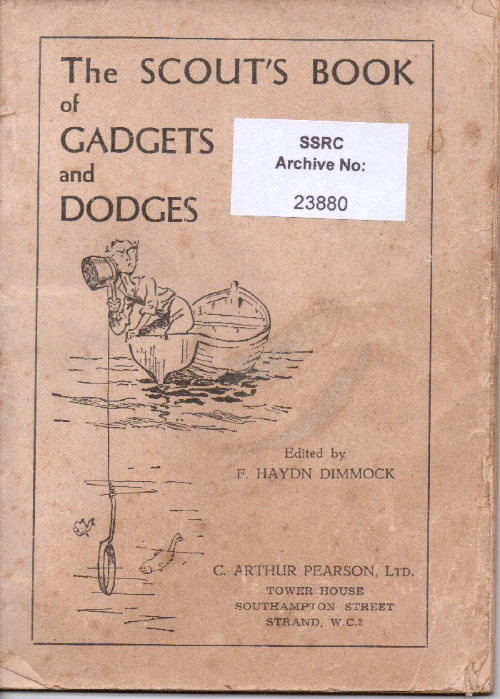 The SCOUT'S BOOK
of
GADGETS
and
DODGES
SSRC
Archive No:
23880
Edited by
F. HAYDN DIMMOCK
C. ARTHUR PEARSON, LTD.
TOWER HOUSE
SOUTHAMPTON STREET
STRAND, W.C.2